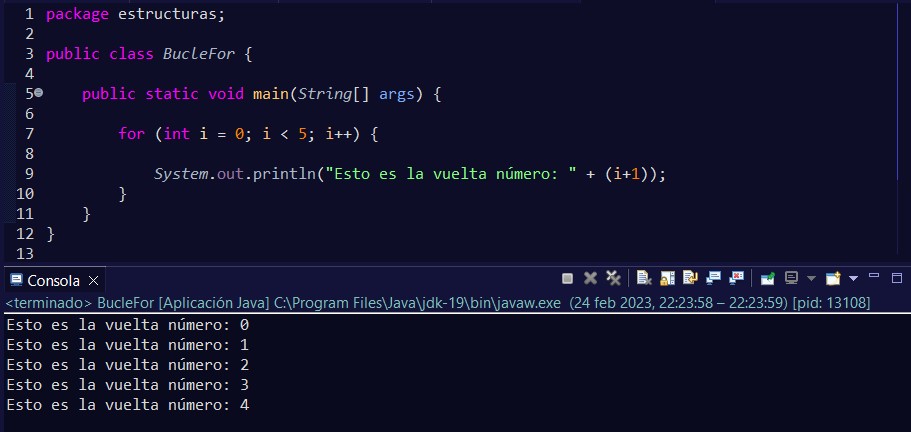 1 package estructuras;
2
3 public class BucleFor {
4
5 public static void main(String[] args) {
6
7 for (int i = 0; i < 5; i++) {
8
9 System.out.println("Esto es la vuelta número: " + (i+1));
10 }
11 }
12 }
13
Consola
<terminado> BucleFor [Aplicación Java] C:\Program Files\Java\jdk-19\bin\javaw.exe (24 feb 2023, 22:23:58 – 22:23:59) [pid: 13108]
Esto es la vuelta número: 0
Esto es la vuelta número: 1
Esto es la vuelta número: 2
Esto es la vuelta número: 3
Esto es la vuelta número: 4